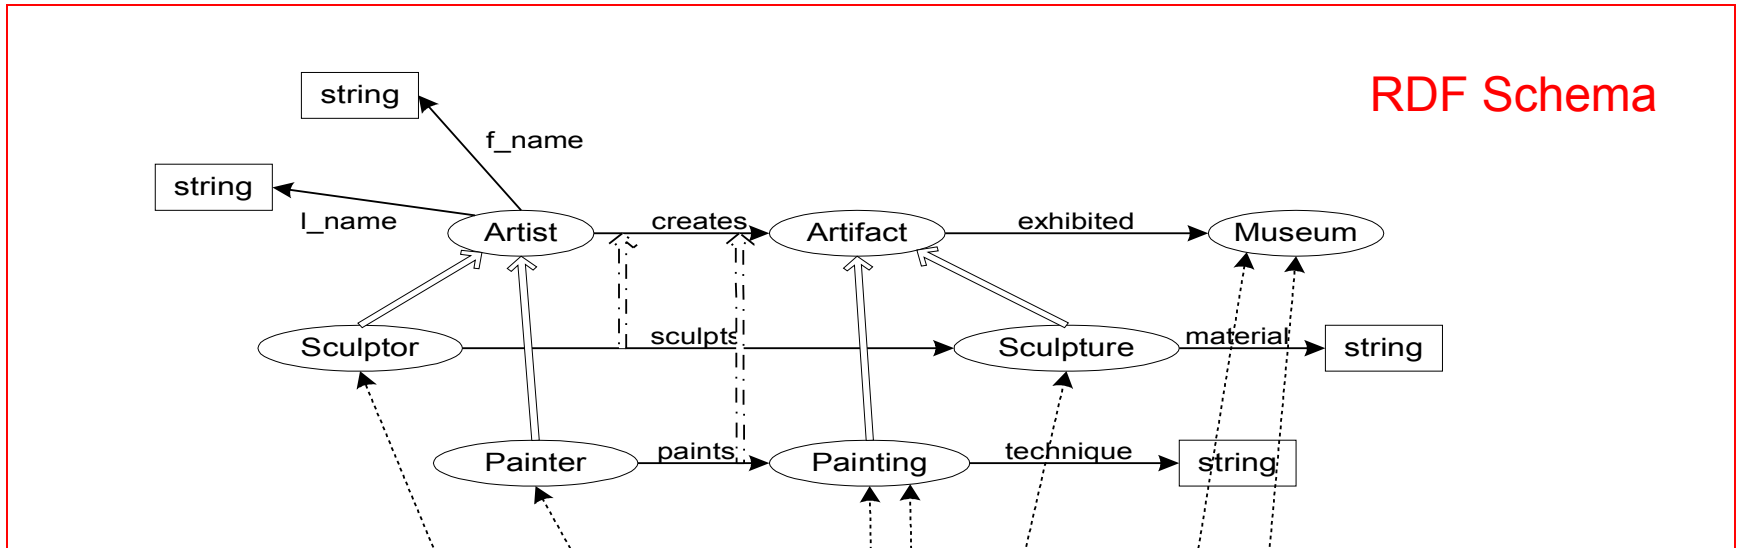 RDF Schema
string
f_name
string
l_name
Artist
creates
Artifact
exhibited
Museum
Sculptor
sculpts
Sculpture
material
string
Painter
paints
Painting
technique
string